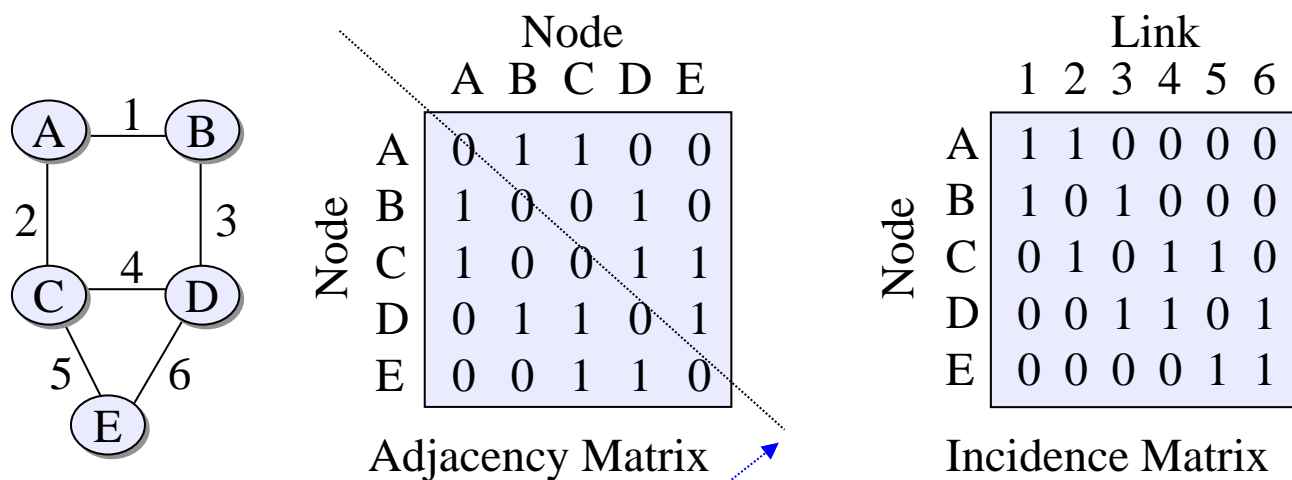 A 1 B
2 3
C 4 D
5 6
E
Node
A B C D E
Node
A 0 1 1 0 0
B 1 0 0 1 0
C 1 0 0 1 1
D 0 1 1 0 1
E 0 0 1 1 0
Adjacency Matrix
Link
1 2 3 4 5 6
Node
A 1 1 0 0 0 0
B 1 0 1 0 0 0
C 0 1 0 1 1 0
D 0 0 1 1 0 1
E 0 0 0 0 1 1
Incidence Matrix